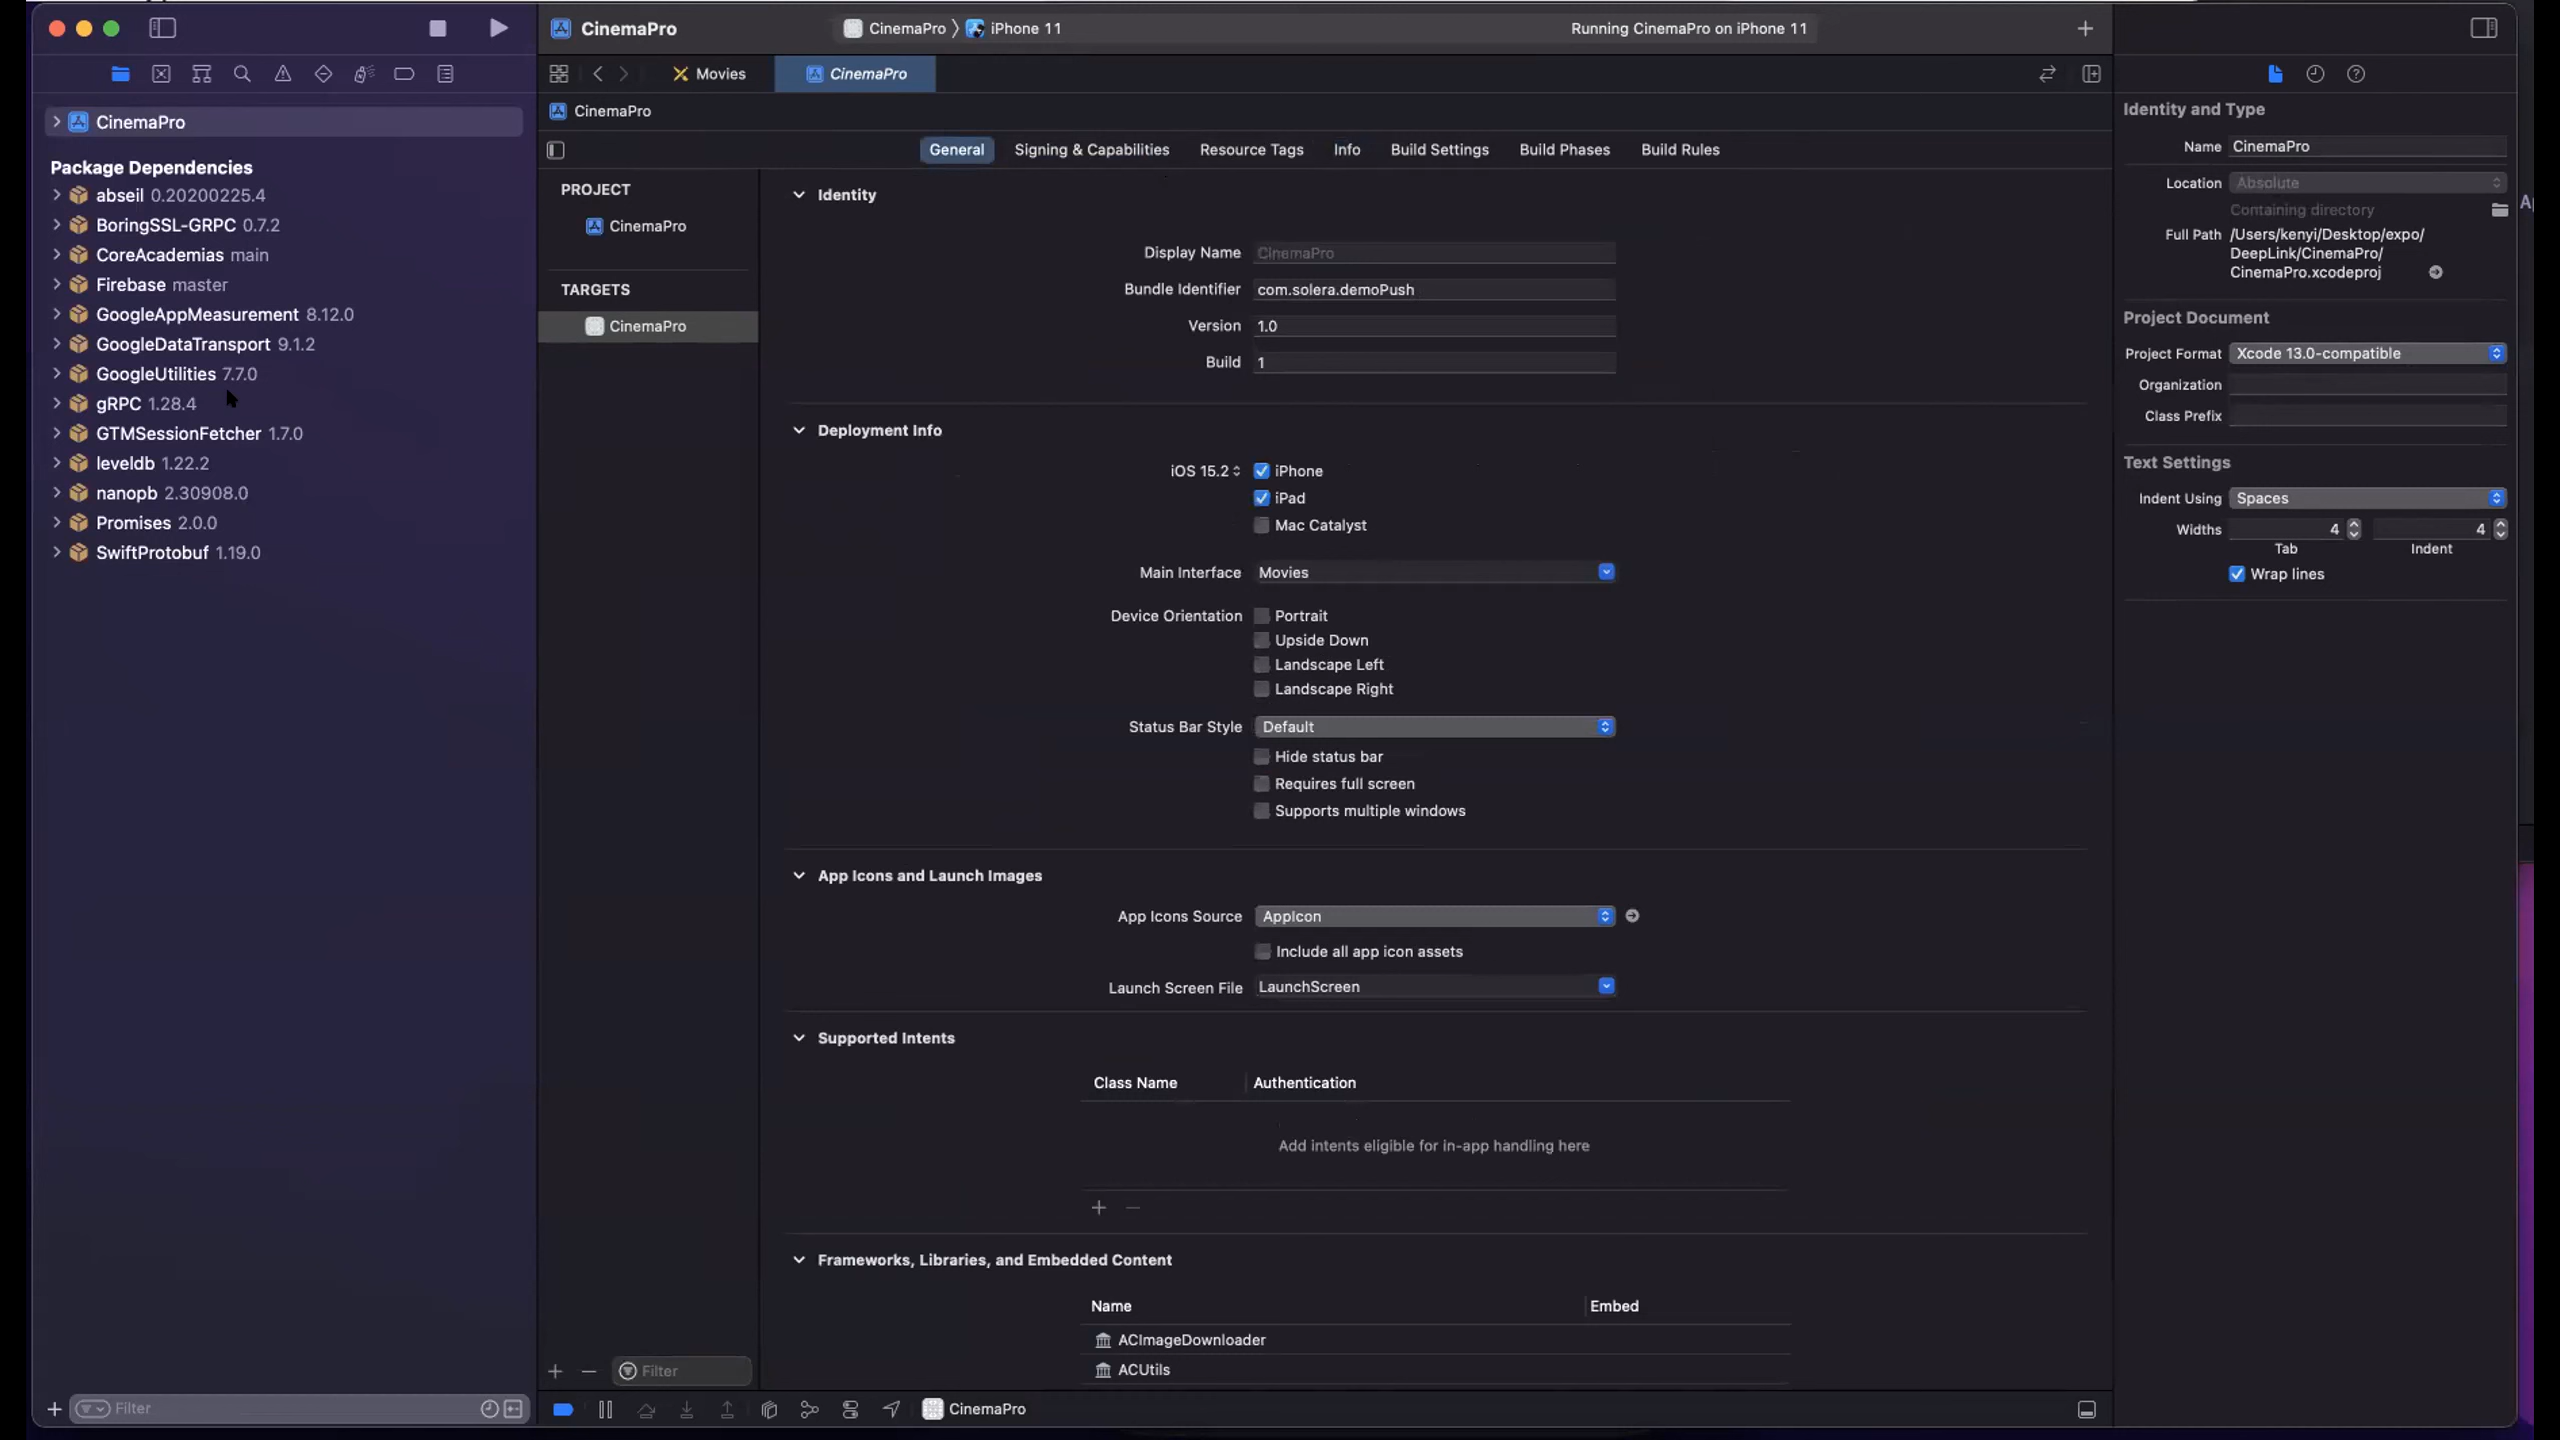 CinemaPro
CinemaPro
iPhone 11
Running CinemaPro on iPhone 11
Movies
CinemaPro
CinemaPro
General
Signing & Capabilities
Resource Tags
Info
Build Settings
Build Phases
Build Rules
CinemaPro
Package Dependencies
abseil 0.20200225.4
BoringSSL-GRPC 0.7.2
CoreAcademias main
Firebase master
GoogleAppMeasurement 8.12.0
GoogleDataTransport 9.1.2
GoogleUtilities 7.7.0
gRPC 1.28.4
GTMSessionFetcher 1.7.0
leveldb 1.22.2
nanopb 2.30908.0
Promises 2.0.0
SwiftProtobuf 1.19.0
Filter
PROJECT
CinemaPro
TARGETS
CinemaPro
Filter
Identity
Display Name CinemaPro
Bundle Identifier com.solera.demoPush
Version 1.0
Build 1
Deployment Info
iOS 15.2 iPhone
iPad
Mac Catalyst
Main Interface Movies
Device Orientation Portrait
Upside Down
Landscape Left
Landscape Right
Status Bar Style Default
Hide status bar
Requires full screen
Supports multiple windows
App Icons and Launch Images
App Icons Source AppIcon
Include all app icon assets
Launch Screen File LaunchScreen
Supported Intents
Class Name Authentication
Add intents eligible for in-app handling here
Frameworks, Libraries, and Embedded Content
Name Embed
ACImageDownloader
ACUtils
CinemaPro
Identity and Type
Name CinemaPro
Location Absolute
Containing directory
Full Path /Users/kenyi/Desktop/expo/
DeepLink/CinemaPro/
CinemaPro.xcodeproj
Project Document
Project Format Xcode 13.0-compatible
Organization
Class Prefix
Text Settings
Indent Using Spaces
Widths 4 4
Tab Indent
Wrap lines